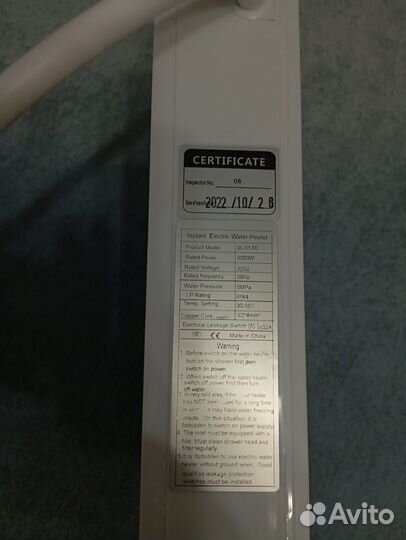 CERTIFICATE
Inspector No. 08
2022/10/28
Instant Electric Water Heater
Product Model
Rated Power 6000W
Rated Voltage 220V
Rated frequency 50Hz
Water Pressure 0MPa
I.P Rating IPX4
Temp. Setting 30-55
Copper Core
Electrical Leakage Switch (A) ≥32A
CE Made In China
Warning
1. Before switch on the water heater
turn on the shower first then
switch on power.
2. When switch off the water heater,
switch off power first then turn
off water.
3. In very cold area, if the water heater
has NOT been used for a long time
in it may have water freezing
inside. On this situation, it is
forbidden to switch on power supply
4. The inlet must be equipped with a
filte. Must clean shower head and
filter regularly
5. It is forbidden to use electric water
heater without ground wires. Good
qualified leakage protection
switches must be installed.
Avito